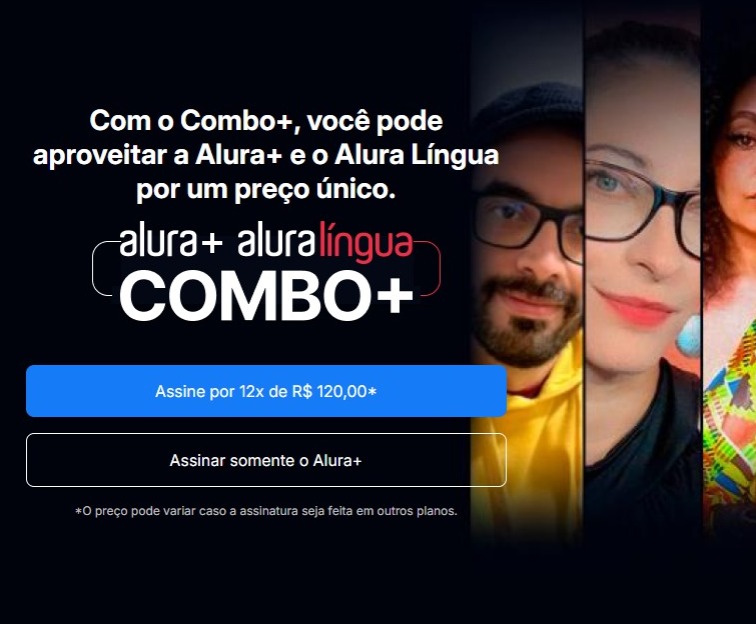 Com o Combo+, você pode
aproveitar a Alura+ e o Alura Língua
por um preço único.
alura+ aluralíngua
COMBO+
Assine por 12x de R$ 120,00*
Assinar somente o Alura+
*O preço pode variar caso a assinatura seja feita em outros planos.